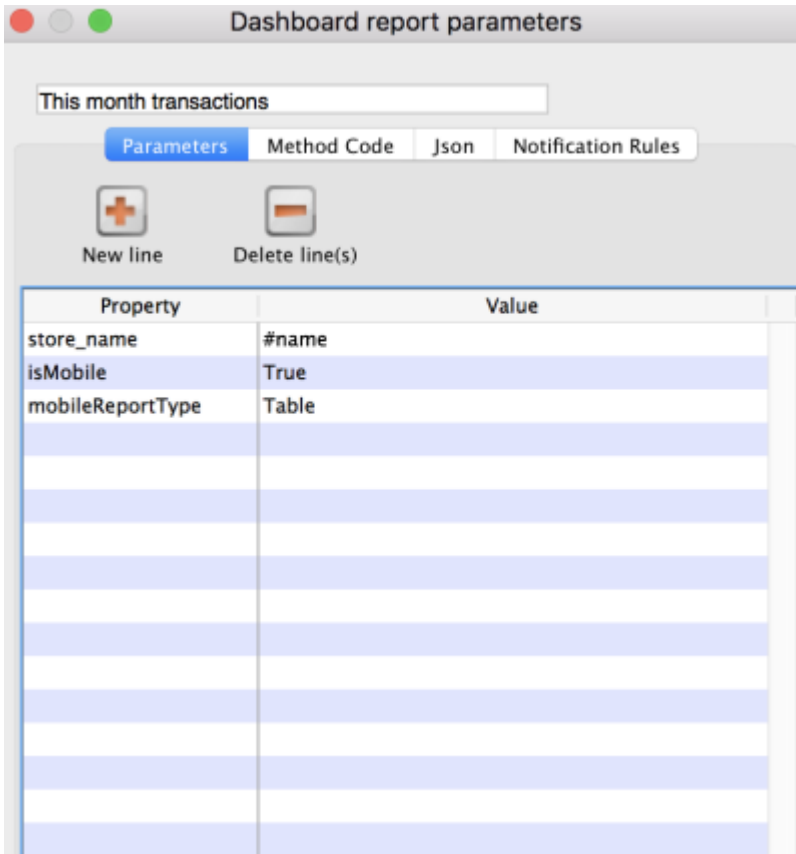 Dashboard report parameters
This month transactions
Parameters Method Code Json Notification Rules
New line Delete line(s)
Property Value
store_name #name
isMobile True
mobileReportType Table